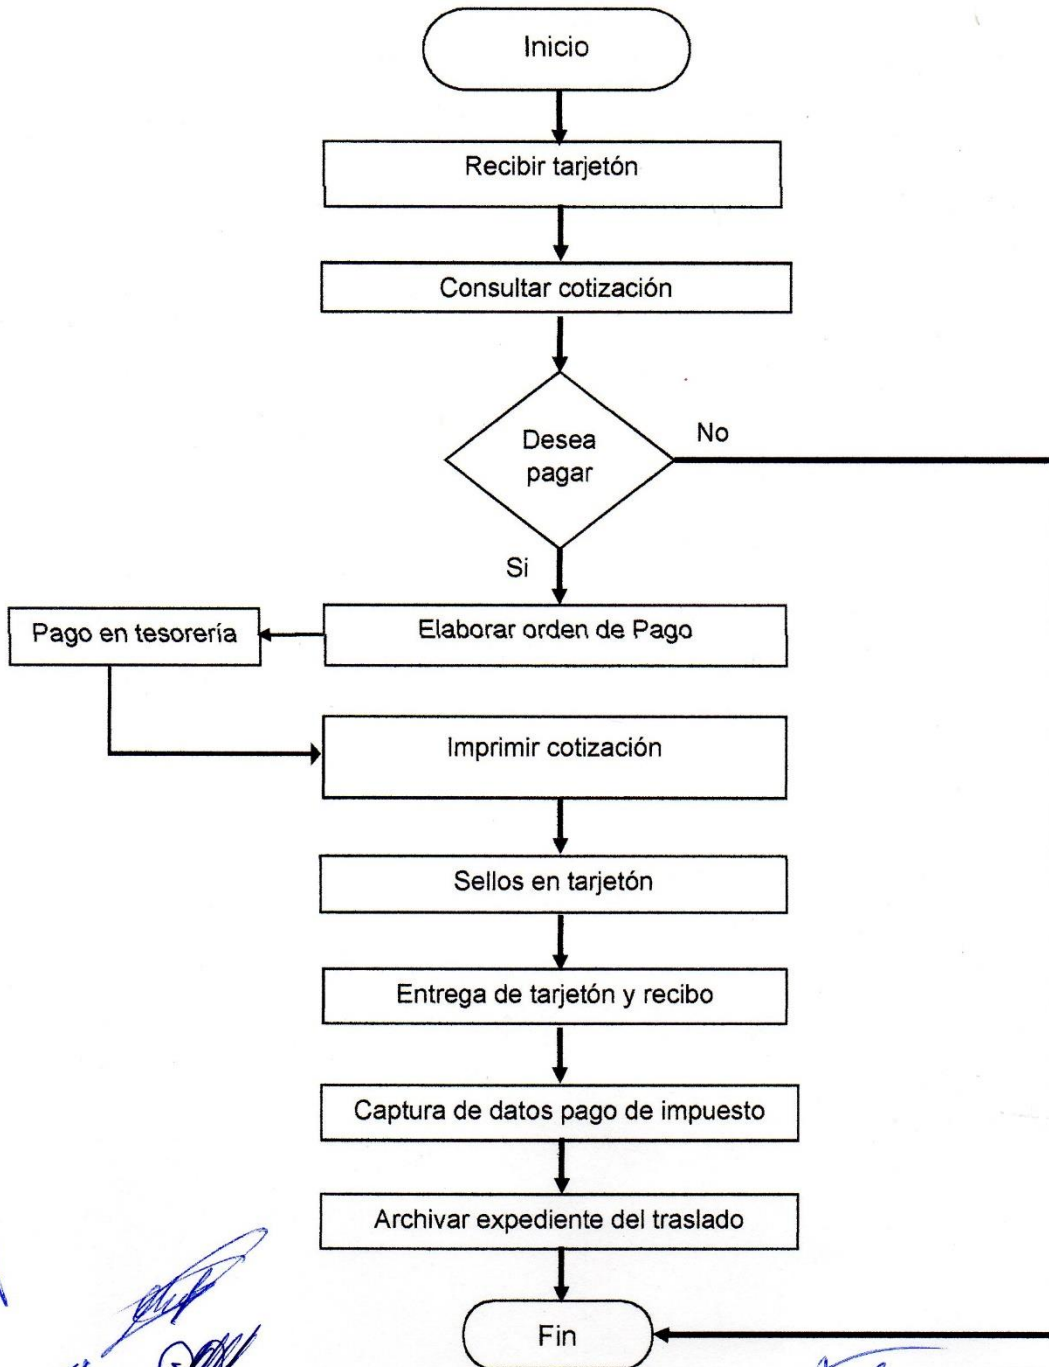 Inicio
Recibir tarjetón
Consultar cotización
Desea
pagar
No
Si
Pago en tesorería
Elaborar orden de Pago
Imprimir cotización
Sellos en tarjetón
Entrega de tarjetón y recibo
Captura de datos pago de impuesto
Archivar expediente del traslado
Fin